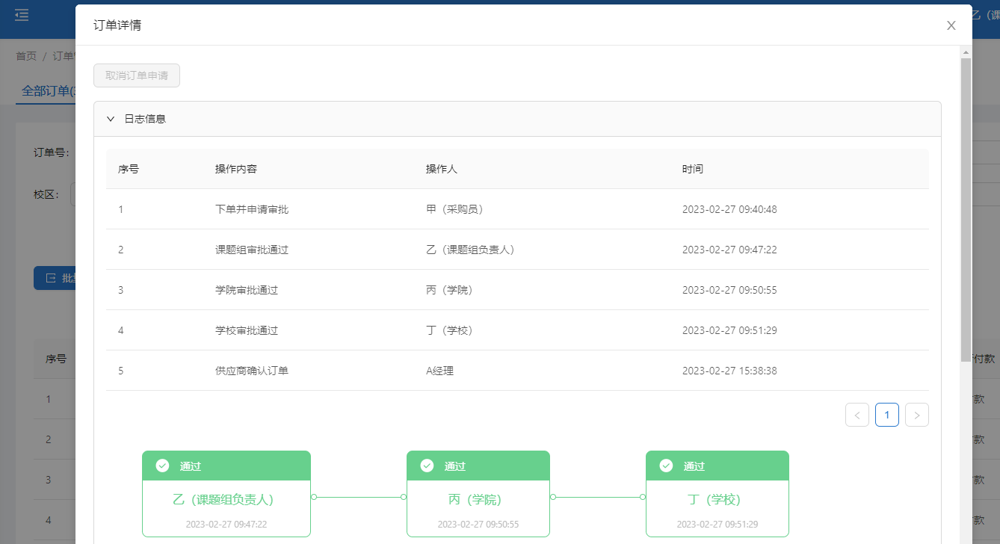 订单详情
乙（课
首页 / 订单
取消订单申请
全部订单(
日志信息
订单号:
序号 操作内容 操作人 时间
校区:
1 下单并申请审批 甲（采购员） 2023-02-27 09:40:48
2 课题组审批通过 乙（课题组负责人） 2023-02-27 09:47:22
批
3 学院审批通过 丙（学院） 2023-02-27 09:50:55
4 学校审批通过 丁（学校） 2023-02-27 09:51:29
序号
付款
5 供应商确认订单 A经理 2023-02-27 15:38:38
1
款
< 1 >
2
款
通过 通过 通过
3
款
乙（课题组负责人） 丙（学院） 丁（学校）
4
款
2023-02-27 09:47:22 2023-02-27 09:50:55 2023-02-27 09:51:29